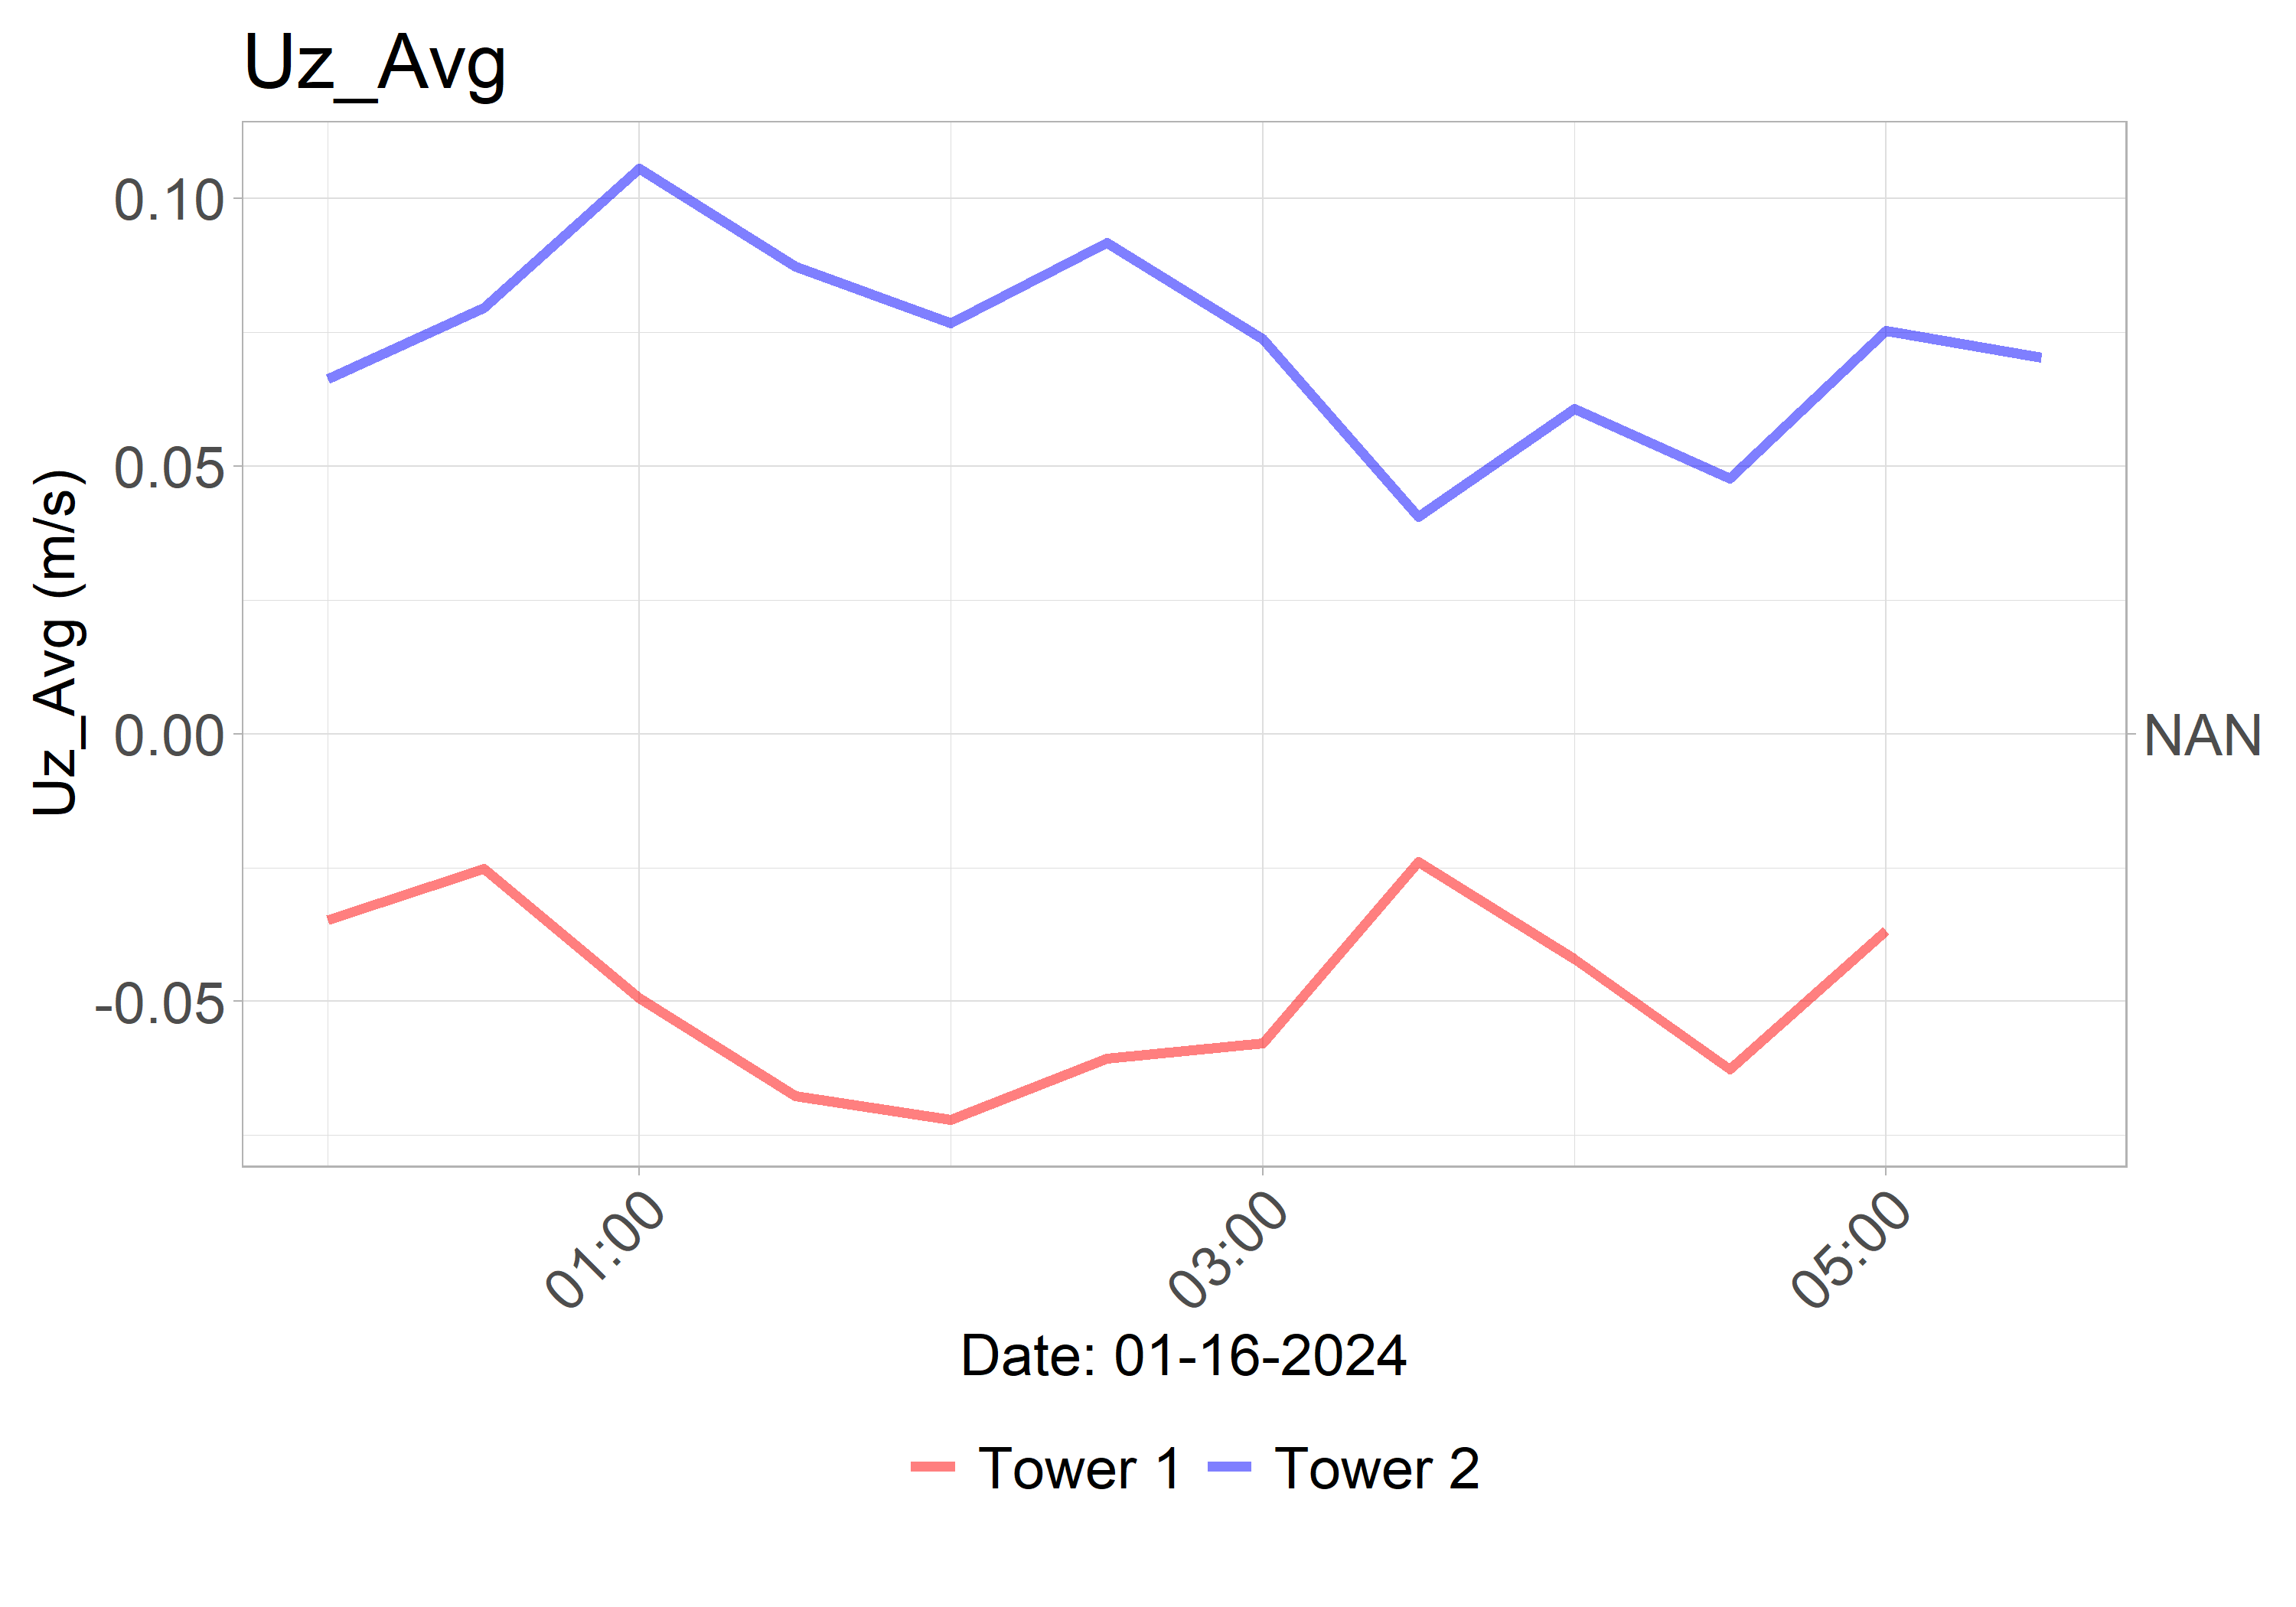 Uz_Avg
Uz_Avg (m/s)
0.10
0.05
0.00
-0.05
NAN
01:00
03:00
05:00
Date: 01-16-2024
Tower 1
Tower 2